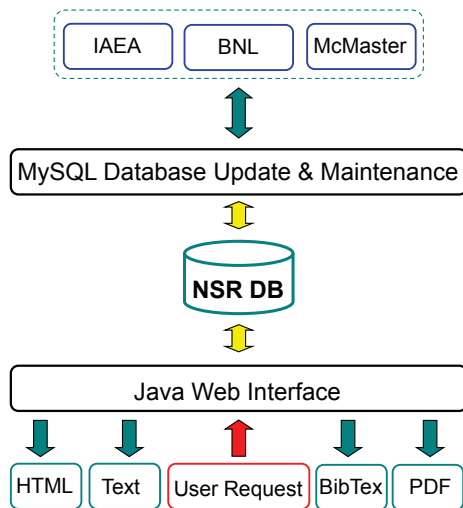 IAEA BNL McMaster
MySQL Database Update & Maintenance
NSR DB
Java Web Interface
HTML Text User Request BibTex PDF